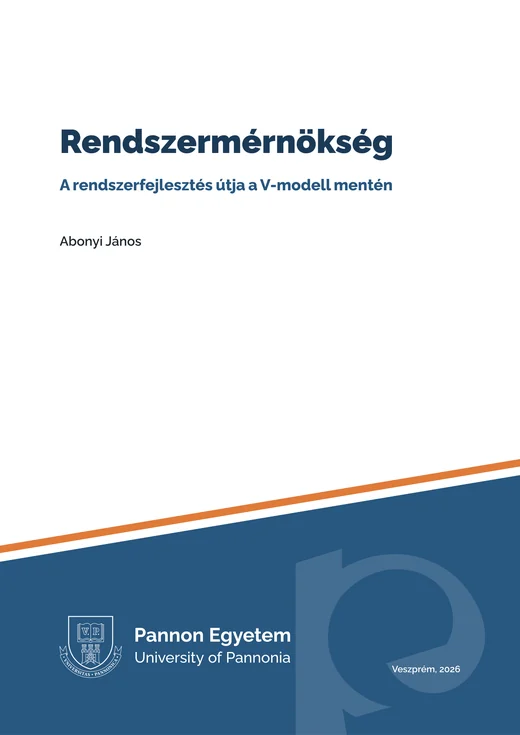 Rendszermérnökség
A rendszerfejlesztés útja a V-modell mentén
Abonyi János
Pannon Egyetem
University of Pannonia
Veszprém, 2026